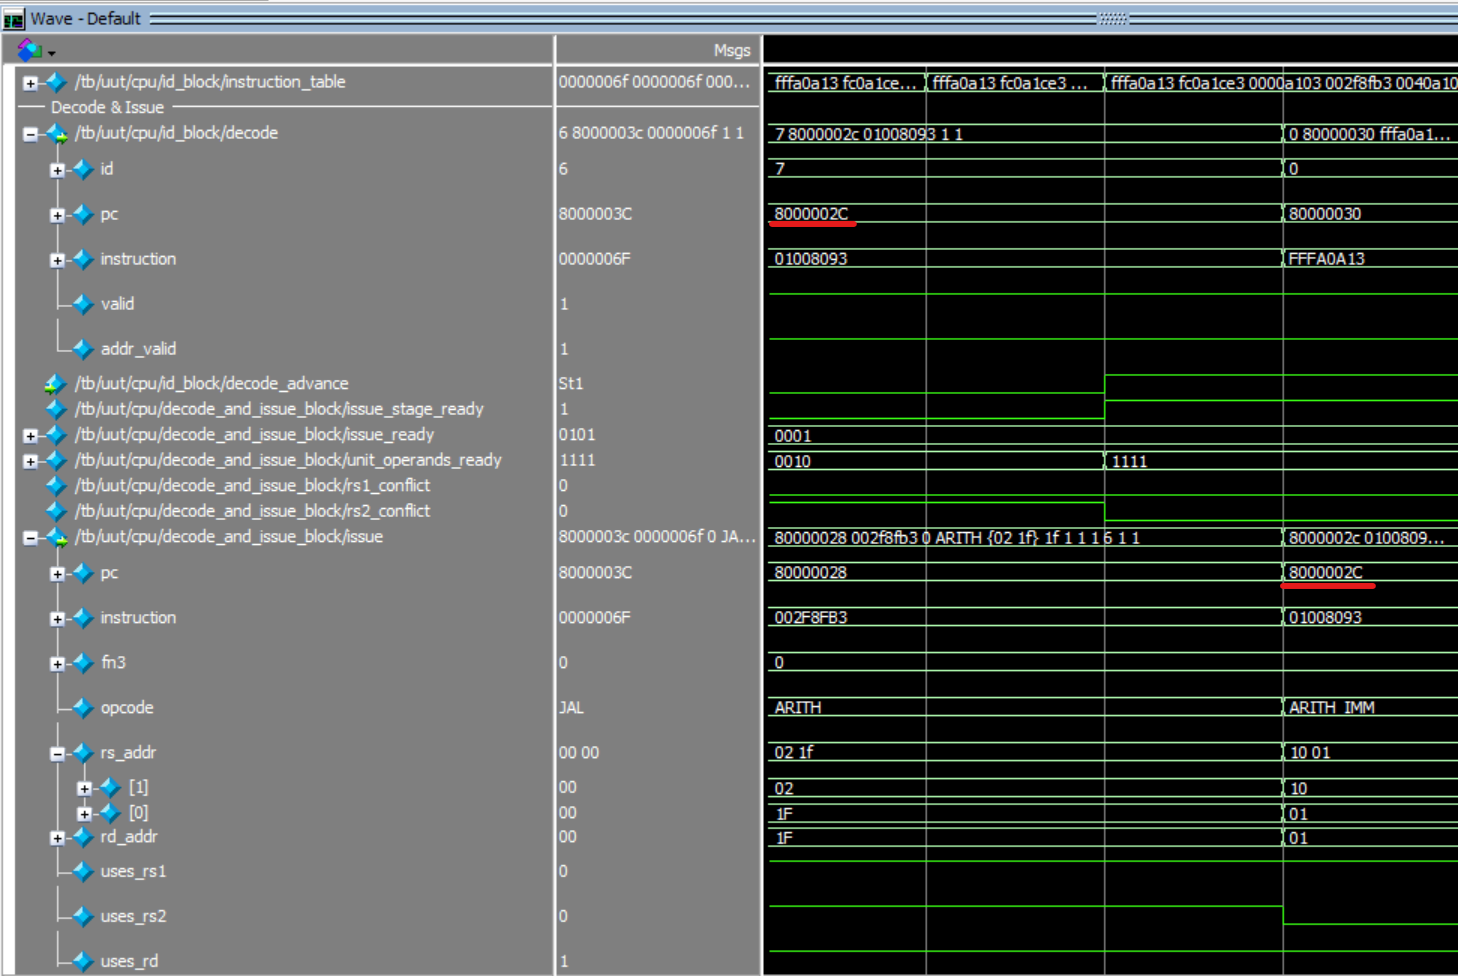 Wave - Default
Msgs
/tb/uut/cpu/id_block/instruction_table 0000006f 0000006f 000... fffa0a13 fc0a1ce... fffa0a13 fc0a1ce3 ... fffa0a13 fc0a1ce3 0000a103 002f8fb3 0040a10
Decode & Issue
/tb/uut/cpu/id_block/decode 6 8000003c 0000006f 1 1 7 8000002c 01008093 1 1 0 80000030 fffa0a1...
id 6 7 0
pc 8000003C 8000002C 80000030
instruction 0000006F 01008093 FFFA0A13
valid 1
addr_valid 1
/tb/uut/cpu/id_block/decode_advance St1
/tb/uut/cpu/decode_and_issue_block/issue_stage_ready 1
/tb/uut/cpu/decode_and_issue_block/issue_ready 0101 0001
/tb/uut/cpu/decode_and_issue_block/unit_operands_ready 1111 0010 1111
/tb/uut/cpu/decode_and_issue_block/rs1_conflict 0
/tb/uut/cpu/decode_and_issue_block/rs2_conflict 0
/tb/uut/cpu/decode_and_issue_block/issue 8000003c 0000006f 0 JA... 80000028 002f8fb3 0 ARITH {02 1f} 1f 1 1 1 6 1 1 8000002c 0100809...
pc 8000003C 80000028 8000002C
instruction 0000006F 002F8FB3 01008093
fn3 0 0
opcode JAL ARITH ARITH_IMM
rs_addr 00 00 02 1f 10 01
[1] 00 02 10
[0] 00 1F 01
rd_addr 00 1F 01
uses_rs1 0
uses_rs2 0
uses_rd 1